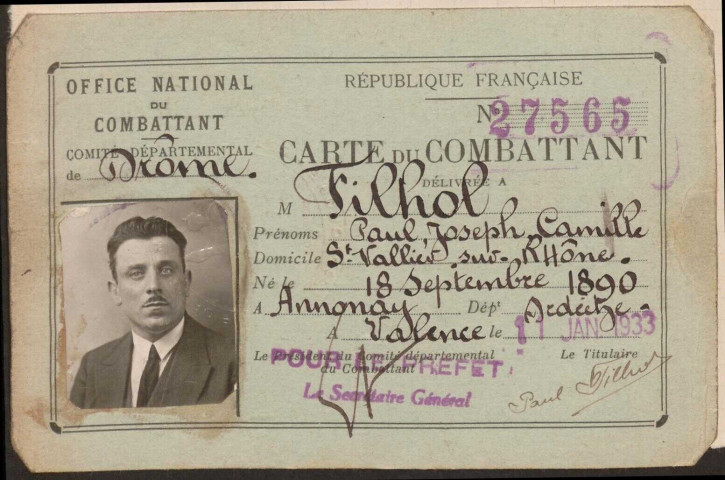 OFFICE NATIONAL
DU
COMBATTANT
COMITÉ DÉPARTEMENTAL
de Drôme.
RÉPUBLIQUE FRANÇAISE
No 27565
CARTE DU COMBATTANT
DÉLIVRÉE A
M Filhol
Prénoms Paul, Joseph, Camille
Domicile St. Vallier-sur-Rhône.
Né le 18 Septembre 1890
A Annonay Dépt Ardèche.
A Valence le 11 JAN 1933
Le Président du Comité départemental
du Combattant
POUR LE PREFET
Le Secrétaire Général
Le Titulaire
Paul Filhol